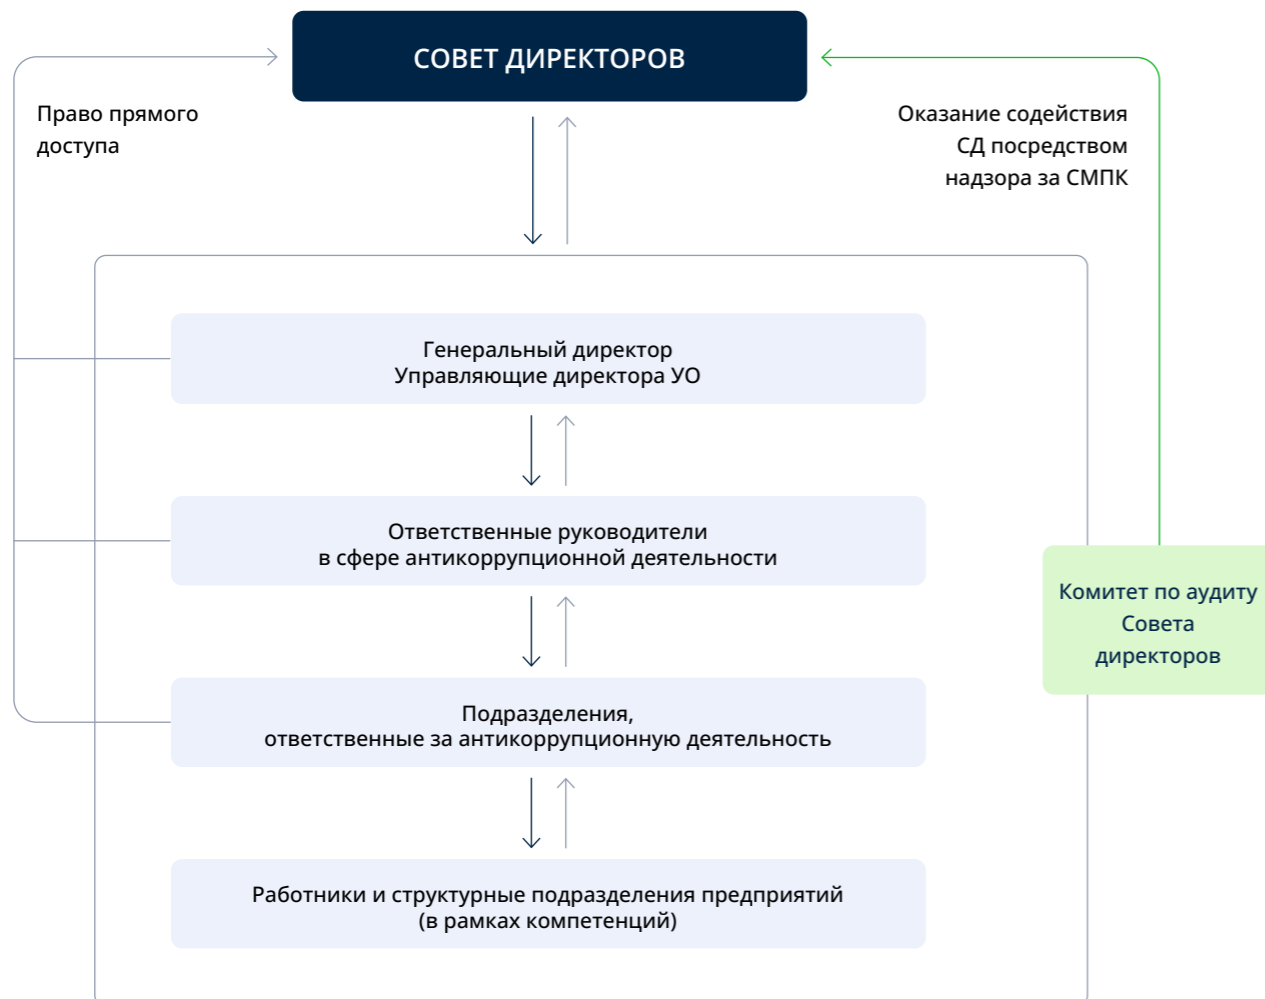 СОВЕТ ДИРЕКТОРОВ
Право прямого
доступа
Оказание содействия
СД посредством
надзора за СМПК
Генеральный директор
Управляющие директора УО
Ответственные руководители
в сфере антикоррупционной деятельности
Комитет по аудиту
Совета
директоров
Подразделения,
ответственные за антикоррупционную деятельность
Работники и структурные подразделения предприятий
(в рамках компетенций)